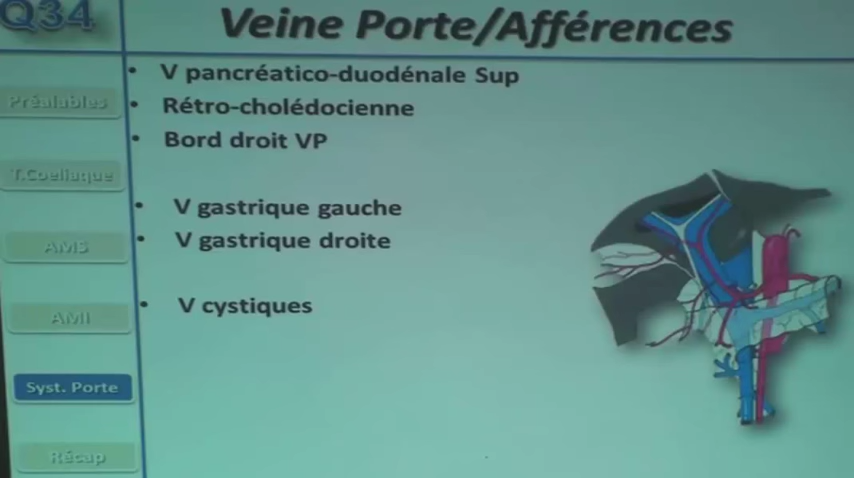 Q34
Veine Porte/Afférences
• V pancréatico-duodénale Sup
• Rétro-cholédocienne
• Bord droit VP
• V gastrique gauche
• V gastrique droite
• V cystiques
Préalables
T.Coeliaque
AMS
AMI
Syst. Porte
Récap